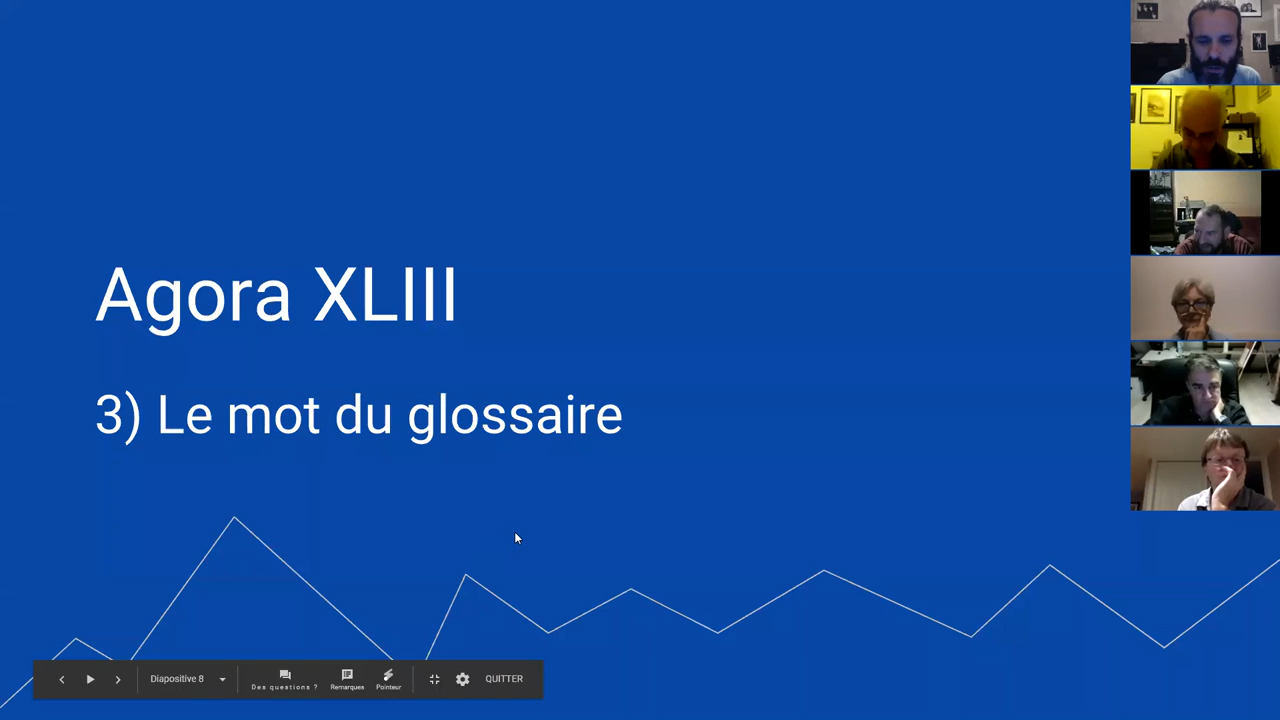 Agora XLIII
3) Le mot du glossaire
Diapositive 8
Des questions ?
Remarques
Pointeur
QUITTER